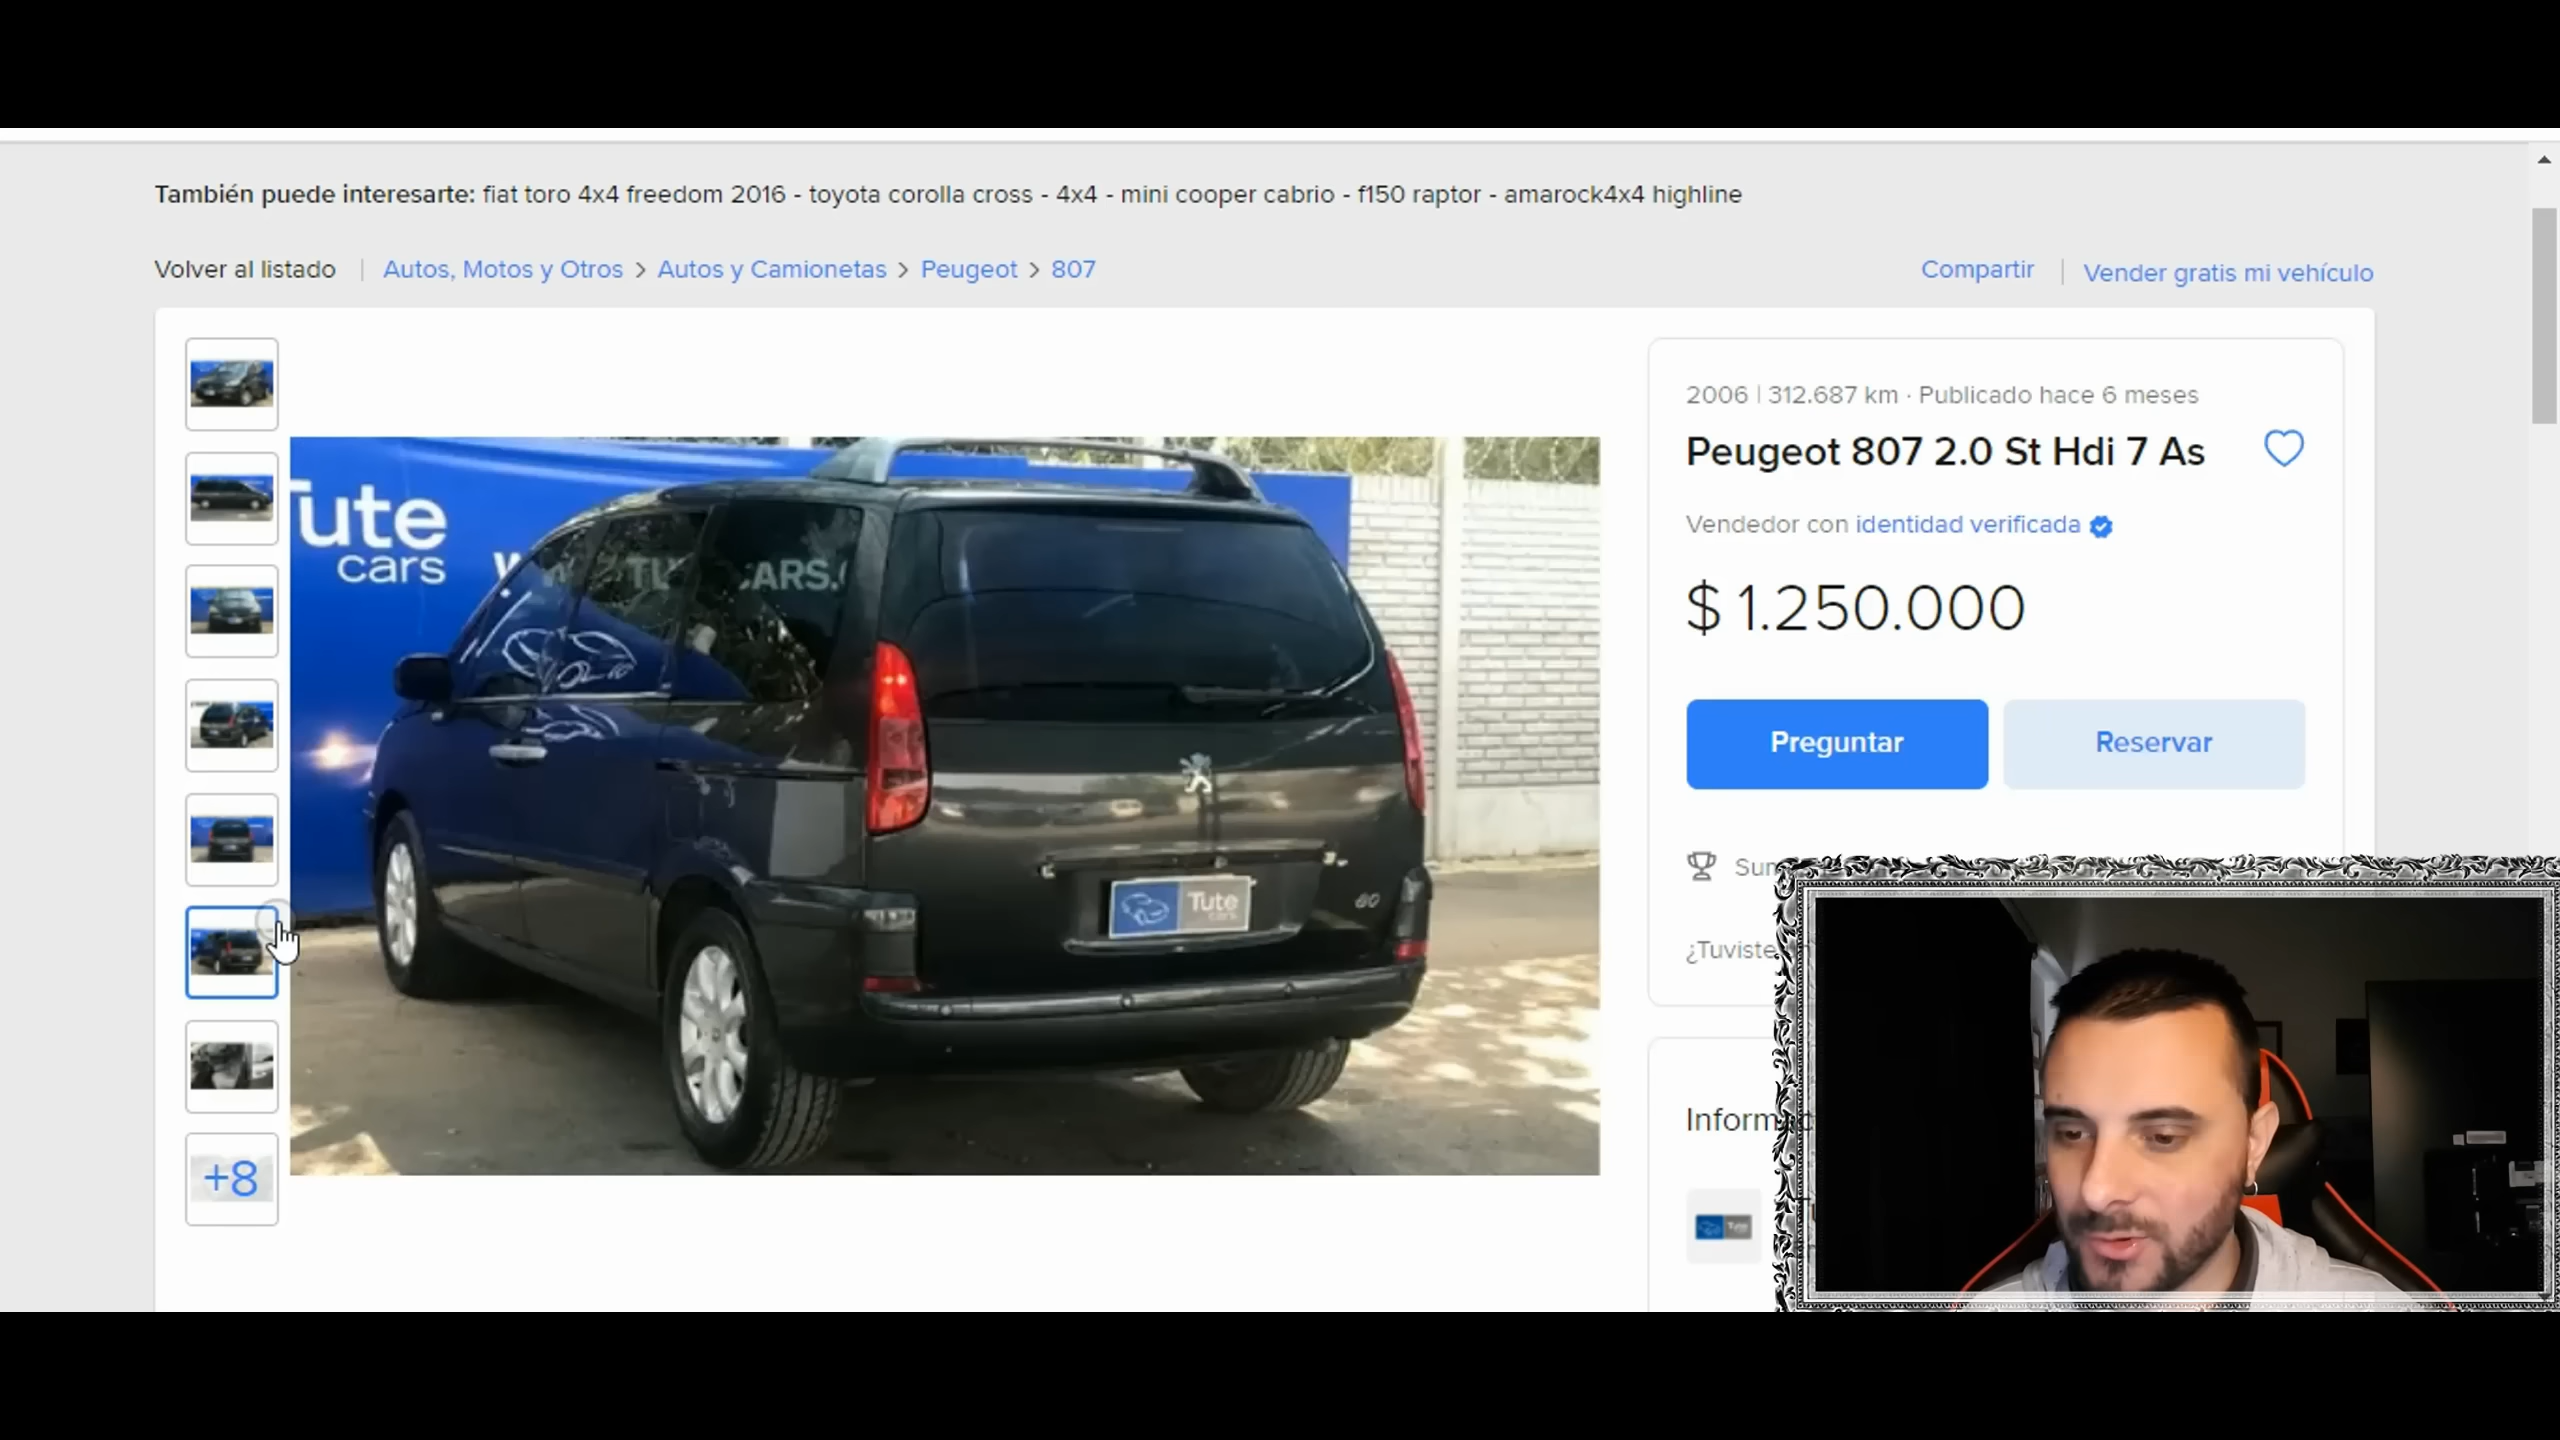 También puede interesarte: fiat toro 4x4 freedom 2016 - toyota corolla cross - 4x4 - mini cooper cabrio - f150 raptor - amarock4x4 highline
Volver al listado | Autos, Motos y Otros > Autos y Camionetas > Peugeot > 807
Compartir | Vender gratis mi vehículo
2006 | 312.687 km · Publicado hace 6 meses
Peugeot 807 2.0 St Hdi 7 As
Vendedor con identidad verificada
$ 1.250.000
Preguntar
Reservar
¿Tuviste
Tute
cars
Tute
cars
+8